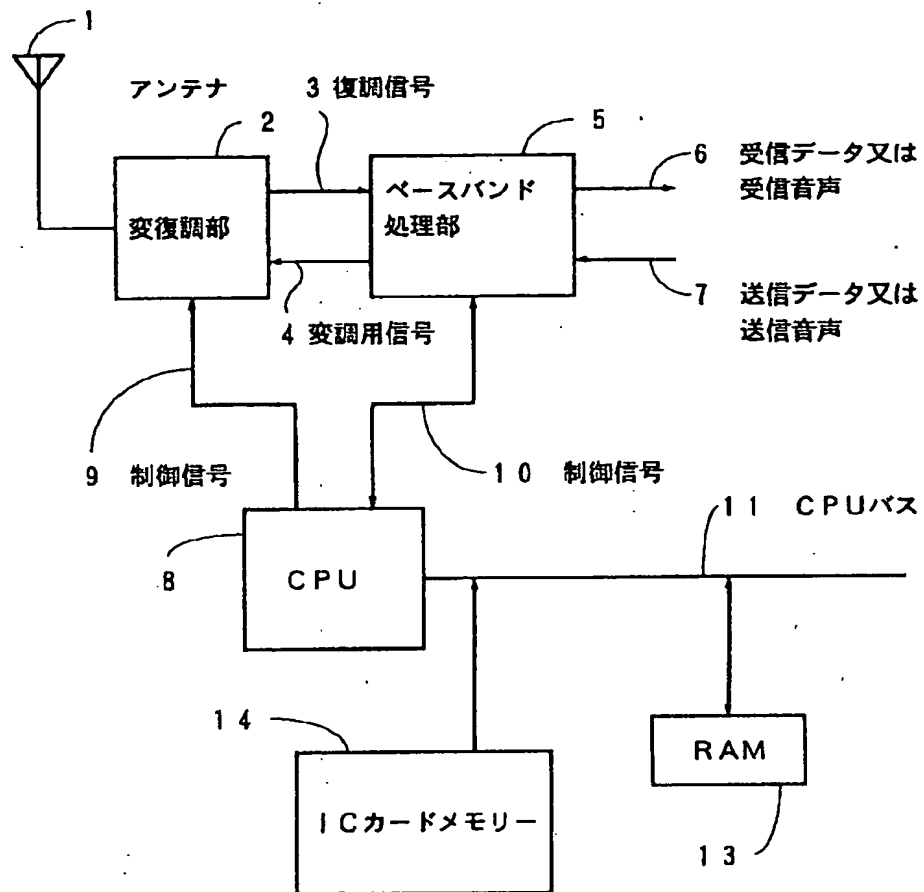 1
アンテナ
3 復調信号
2
5
6 受信データ又は
受信音声
変復調部
ベースバンド
処理部
4 変調用信号
7 送信データ又は
送信音声
9 制御信号
10 制御信号
11 CPUバス
8
CPU
14
RAM
ICカードメモリー
13